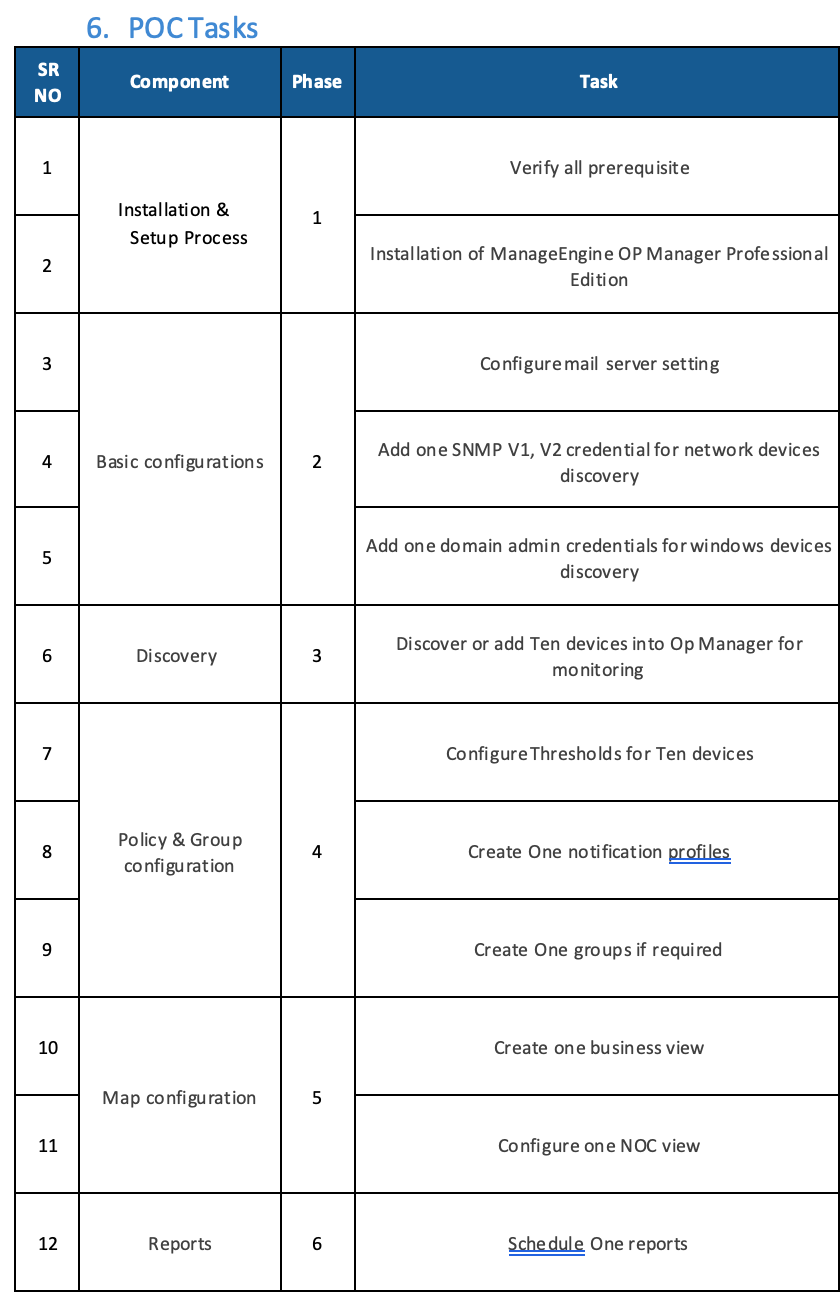 6. POC Tasks
SR
NO
Component
Phase
Task
1
Installation &
Setup Process
1
Verify all prerequisite
2
Installation of ManageEngine OP Manager Professional
Edition
3
Basic configurations
2
Configure mail server setting
4
Add one SNMP V1, V2 credential for network devices
discovery
5
Add one domain admin credentials for windows devices
discovery
6
Discovery
3
Discover or add Ten devices into Op Manager for
monitoring
7
Policy & Group
configuration
4
Configure Thresholds for Ten devices
8
Create One notification profiles
9
Create One groups if required
10
Map configuration
5
Create one business view
11
Configure one NOC view
12
Reports
6
Schedule One reports